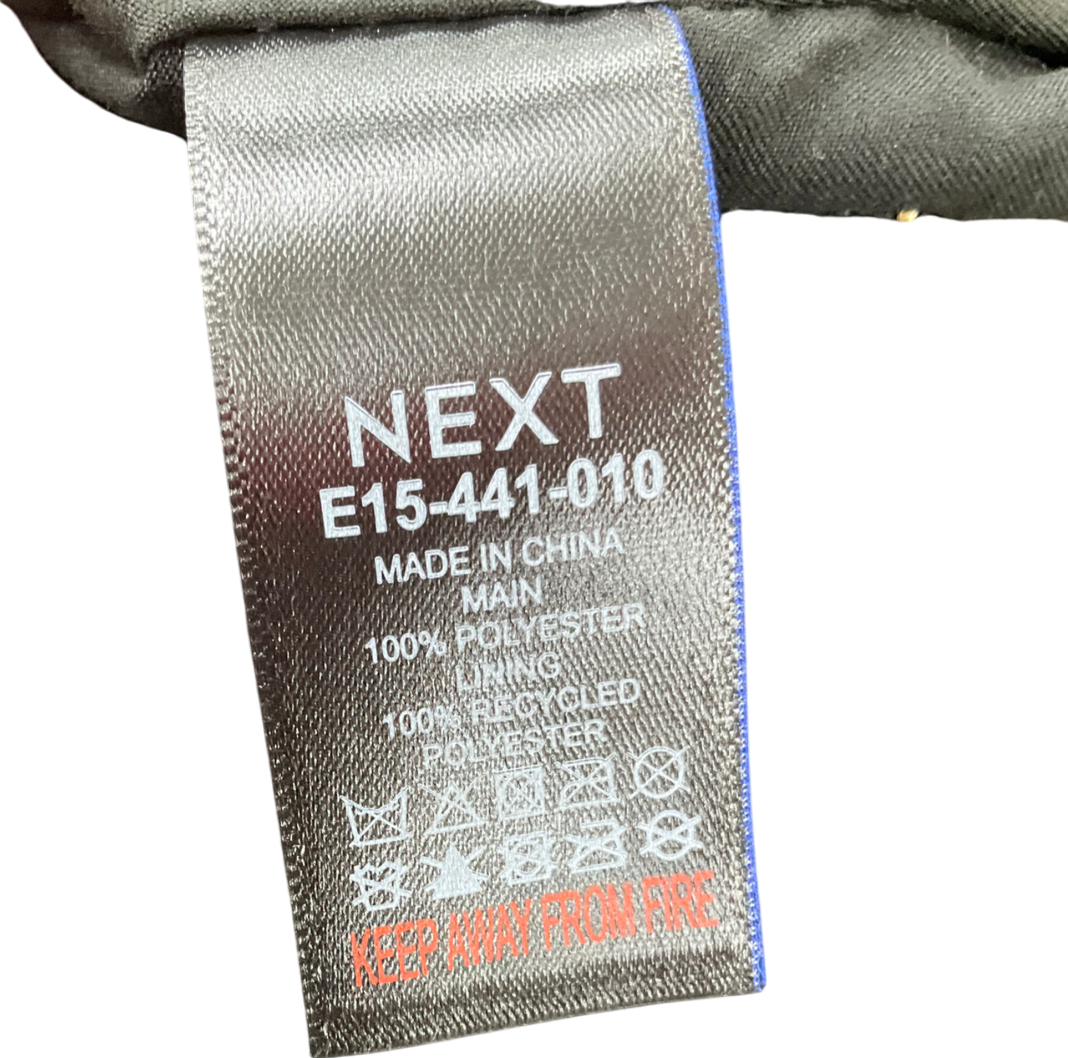 NEXT
E15-441-010
MADE IN CHINA
MAIN
100% POLYESTER
LINING
100% RECYCLED
POLYESTER
KEEP AWAY FROM FIRE